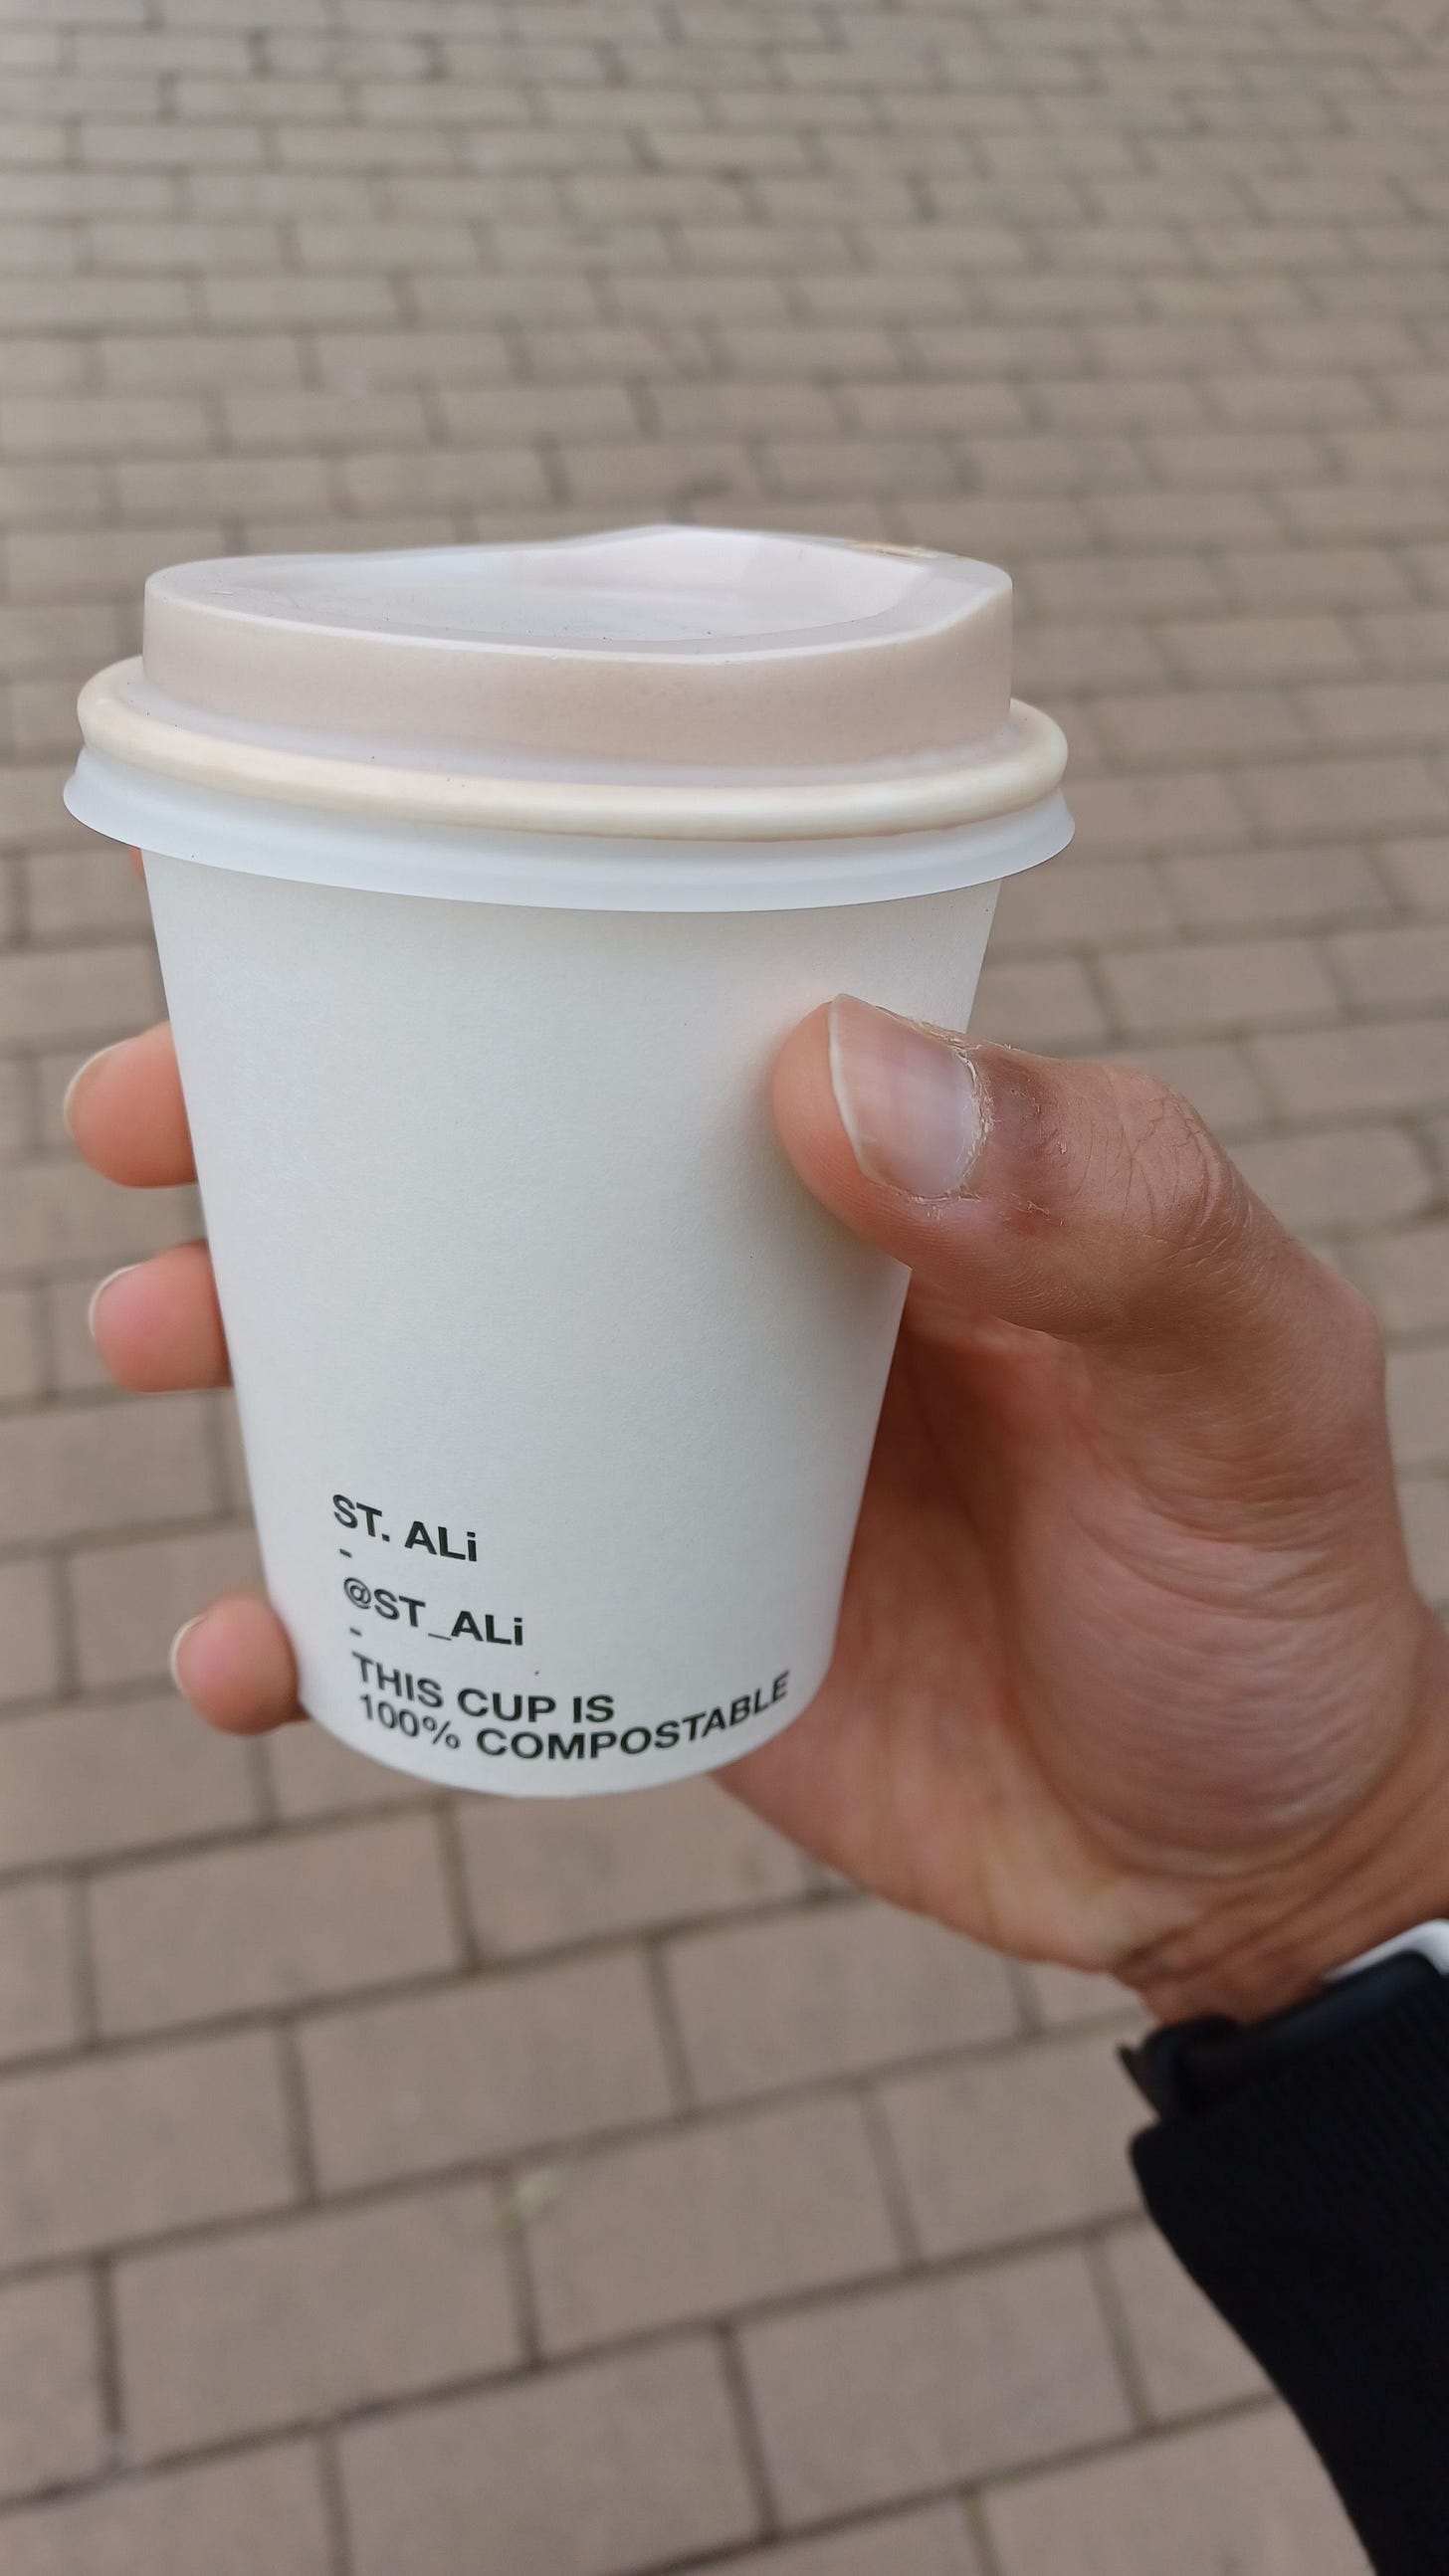 ST. ALi
-
@ST_ALi
-
THIS CUP IS
100% COMPOSTABLE